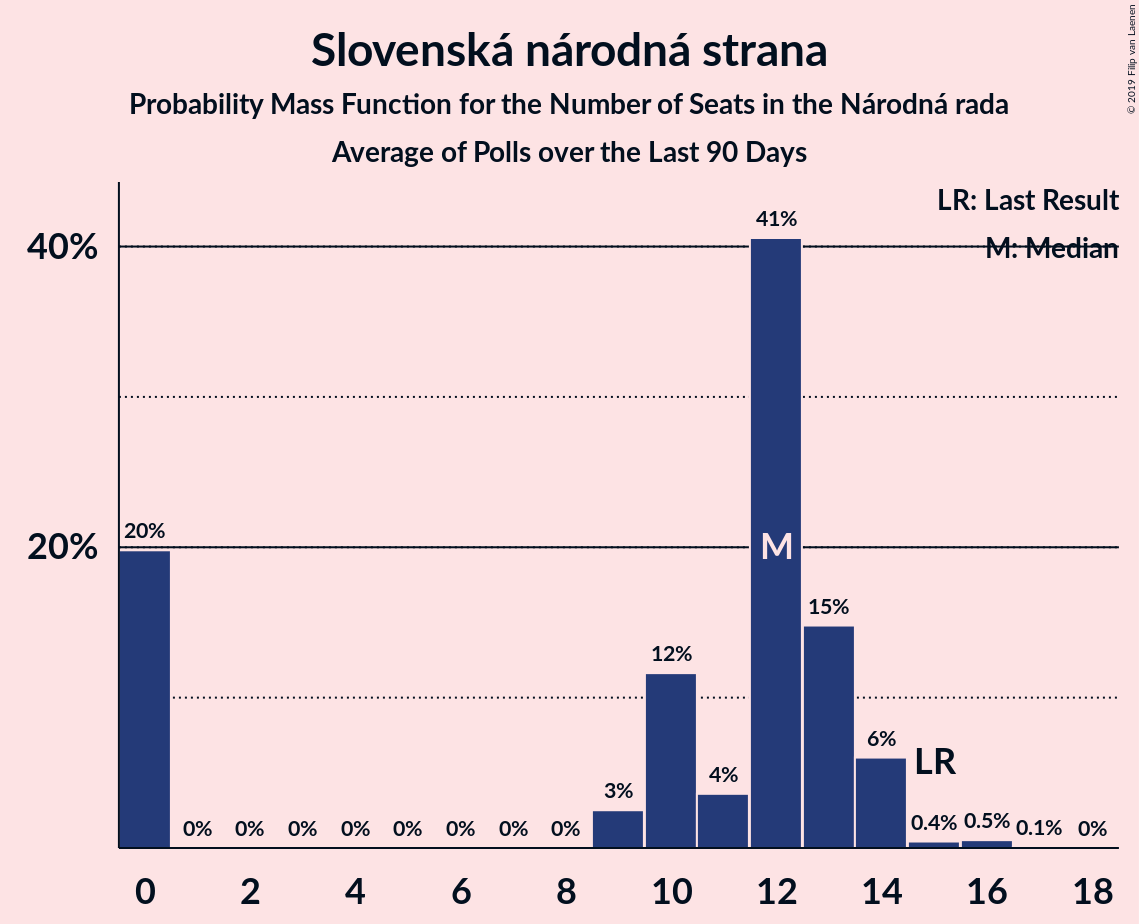 Slovenská národná strana
Probability Mass Function for the Number of Seats in the Národná rada
Average of Polls over the Last 90 Days
© 2019 Filip van Laenen
LR: Last Result
M: Median
40%
20%
20%
0%
0%
0%
0%
0%
0%
0%
0%
3%
12%
4%
41%
M
15%
6%
LR
0.4%
0.5%
0.1%
0%
0 2 4 6 8 10 12 14 16 18